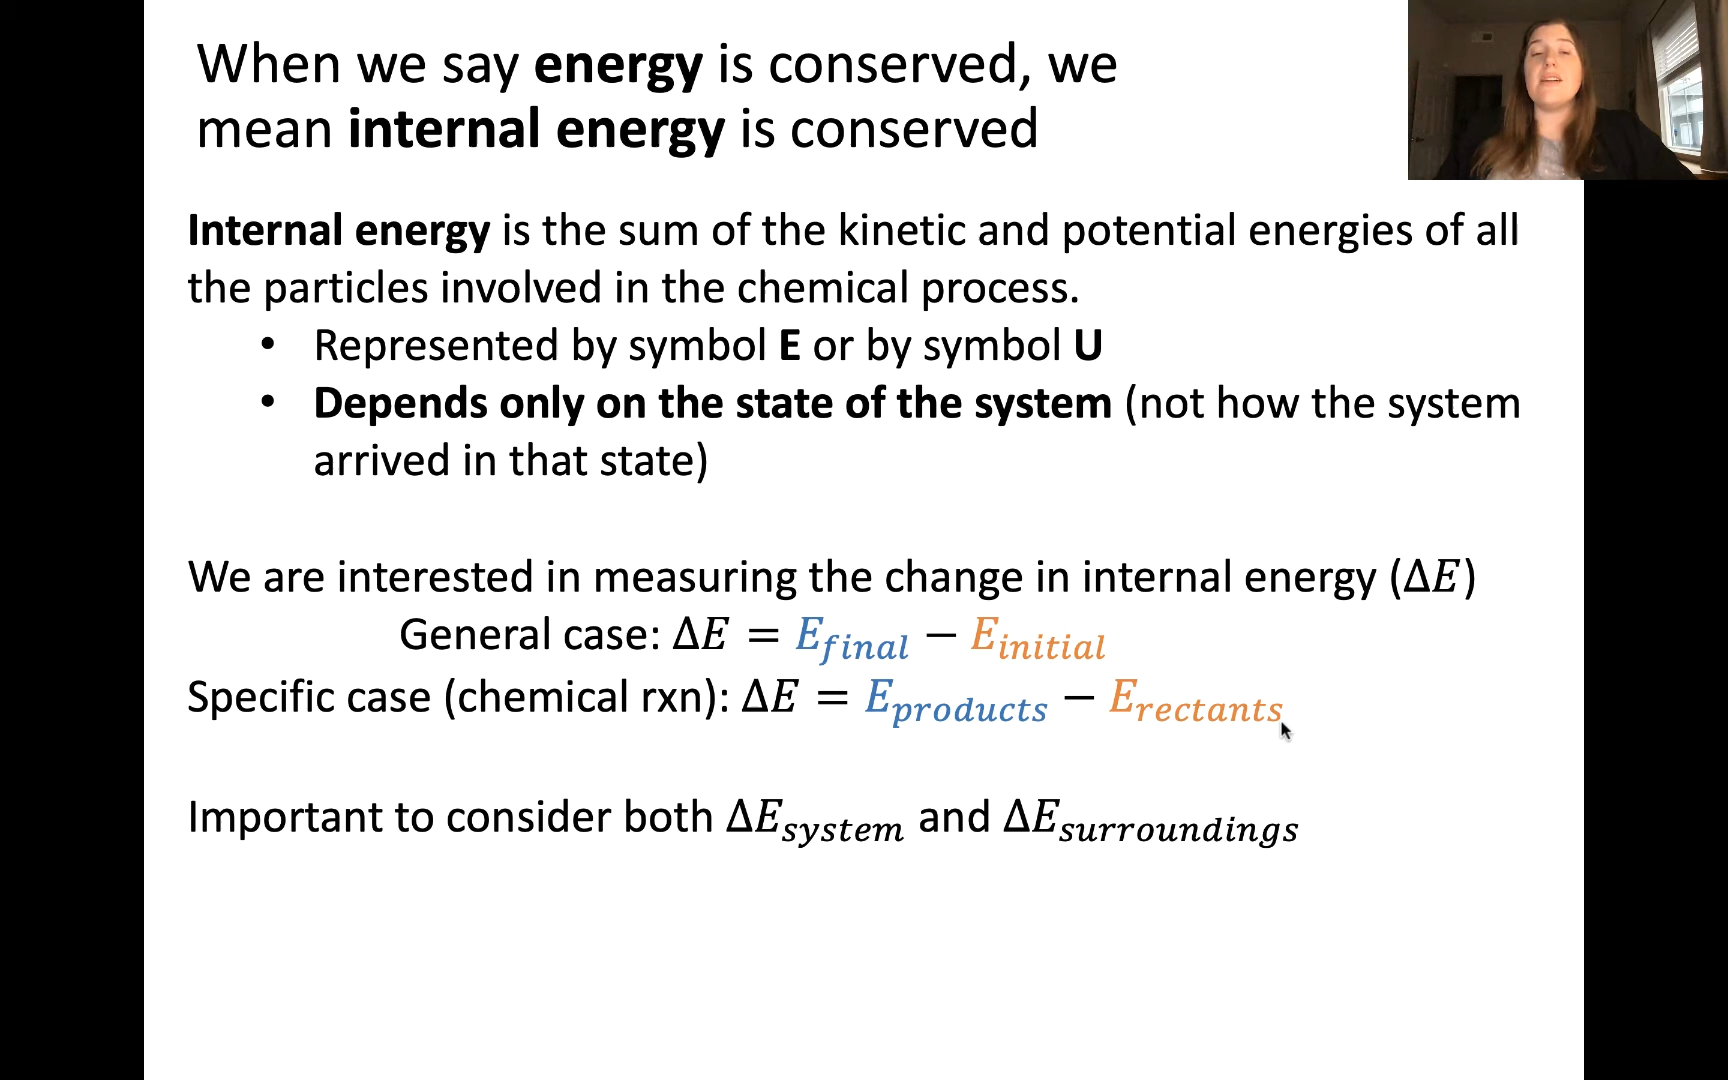 When we say energy is conserved, we
mean internal energy is conserved
Internal energy is the sum of the kinetic and potential energies of all
the particles involved in the chemical process.
• Represented by symbol E or by symbol U
• Depends only on the state of the system (not how the system
arrived in that state)
We are interested in measuring the change in internal energy (ΔE)
General case: ΔE = E_final − E_initial
Specific case (chemical rxn): ΔE = E_products − E_rectants
Important to consider both ΔE_system and ΔE_surroundings